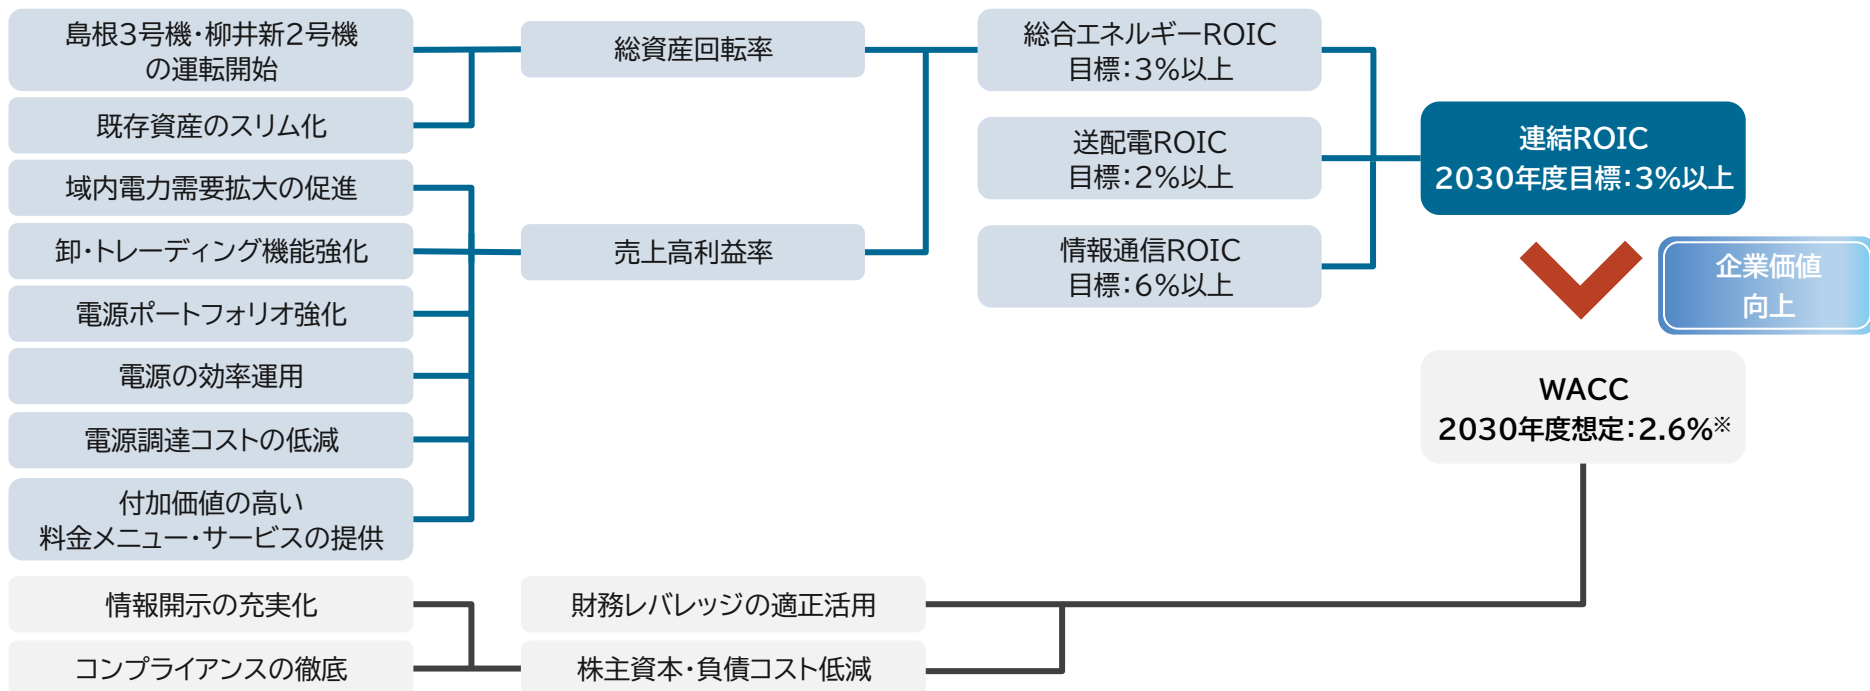 島根3号機・柳井新2号機
の運転開始
既存資産のスリム化
域内電力需要拡大の促進
卸・トレーディング機能強化
電源ポートフォリオ強化
電源の効率運用
電源調達コストの低減
付加価値の高い
料金メニュー・サービスの提供
情報開示の充実化
コンプライアンスの徹底
総資産回転率
売上高利益率
財務レバレッジの適正活用
株主資本・負債コスト低減
総合エネルギーROIC
目標：3%以上
送配電ROIC
目標：2%以上
情報通信ROIC
目標：6%以上
連結ROIC
2030年度目標：3%以上
企業価値
向上
WACC
2030年度想定：2.6%※